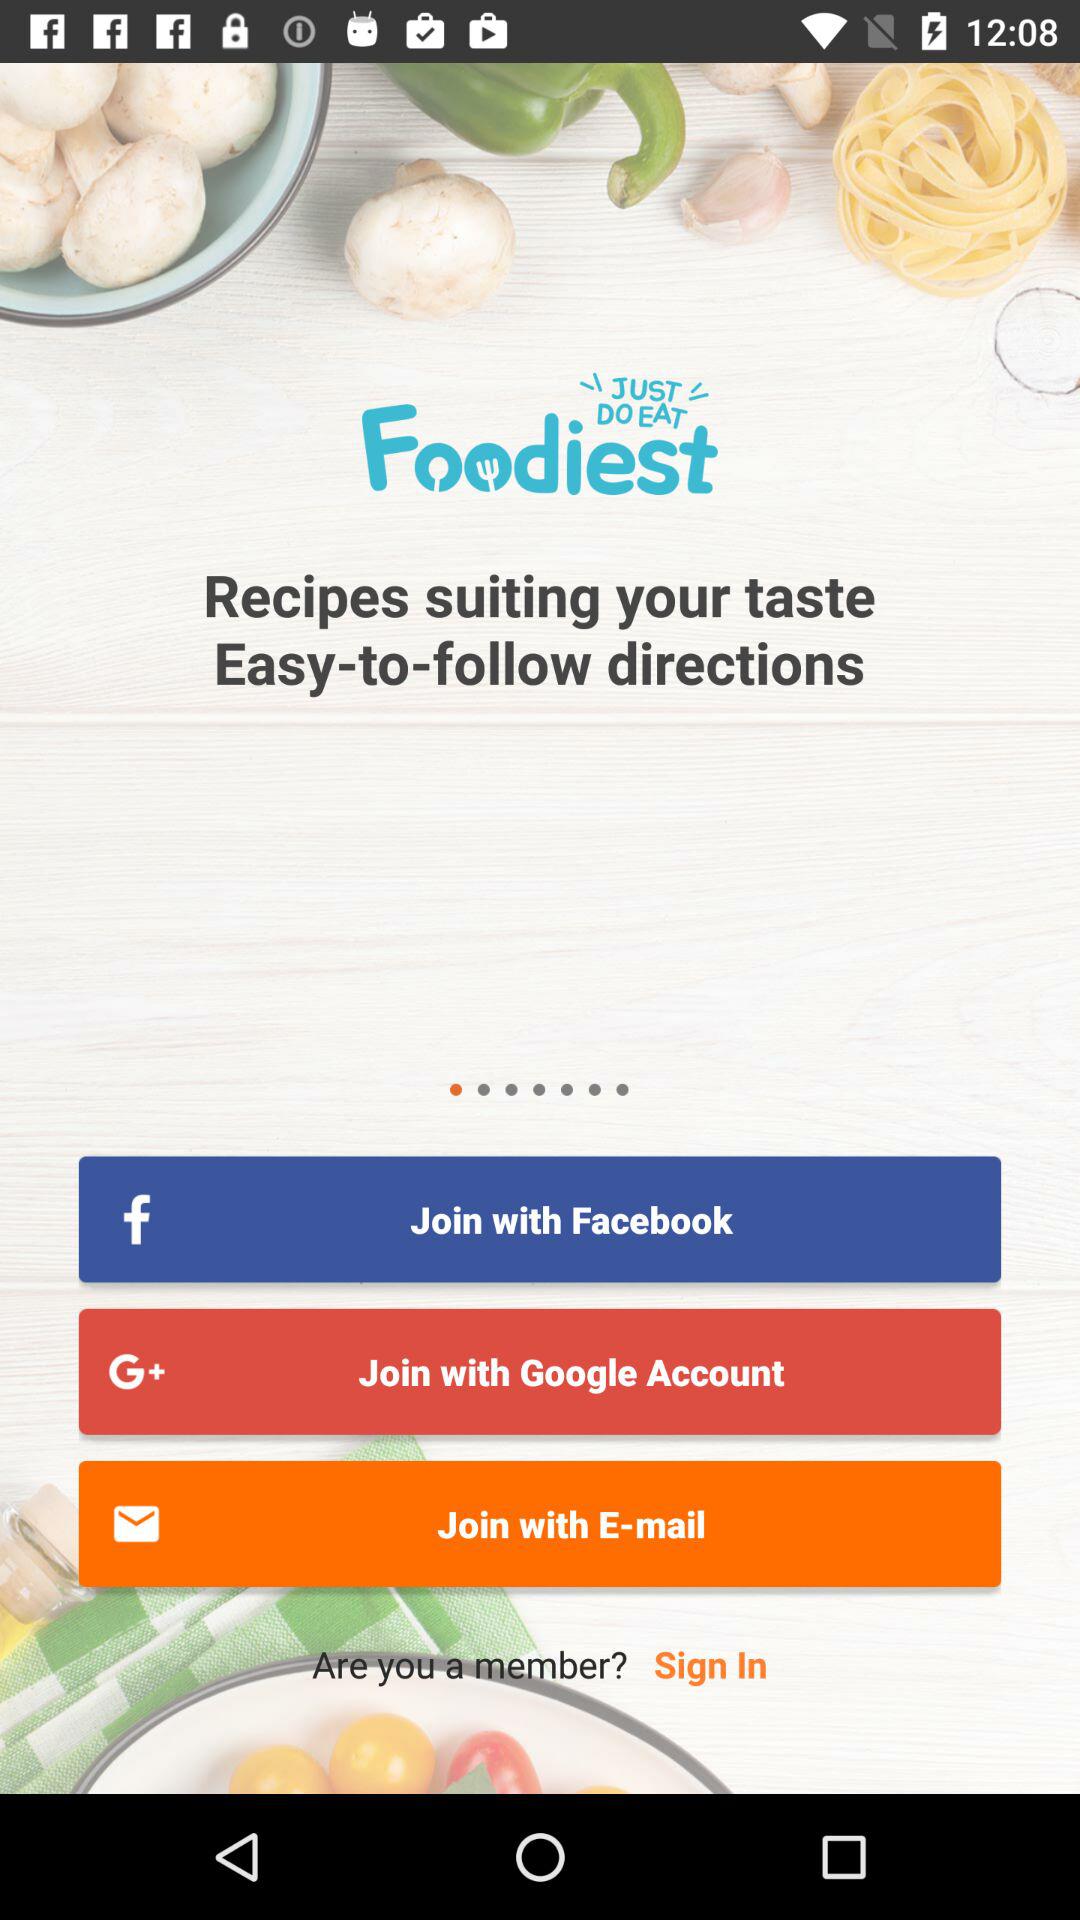 12:08
JUST
DO EAT
Foodiest
Recipes suiting your taste
Easy-to-follow directions
Join with Facebook
G+ Join with Google Account
Join with E-mail
Are you a member? Sign In